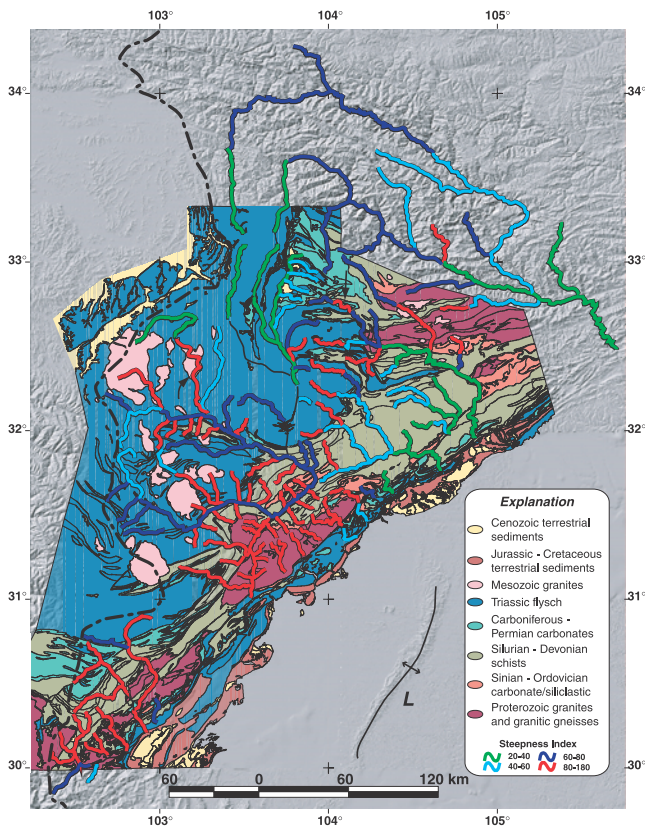 103° 104° 105°
34° 34°
33° 33°
32° 32°
31° 31°
30° 30°
Explanation
Cenozoic terrestrial
sediments
Jurassic - Cretaceous
terrestrial sediments
Mesozoic granites
Triassic flysch
Carboniferous -
Permian carbonates
Silurian - Devonian
schists
Sinian - Ordovician
carbonate/siliclastic
Proterozoic granites
and granitic gneisses
Steepness Index
20-40 60-80
40-60 80-180
L
60 0 60 120 km
103° 104° 105°